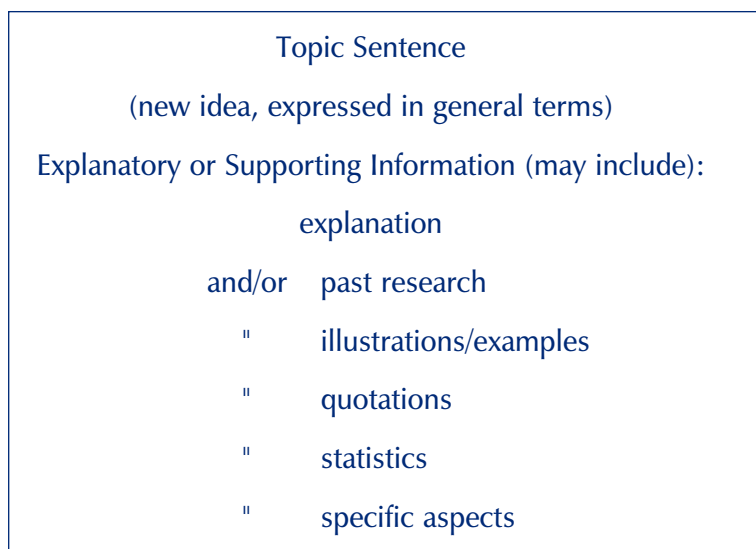 Topic Sentence
(new idea, expressed in general terms)
Explanatory or Supporting Information (may include):
explanation
and/or past research
" illustrations/examples
" quotations
" statistics
" specific aspects